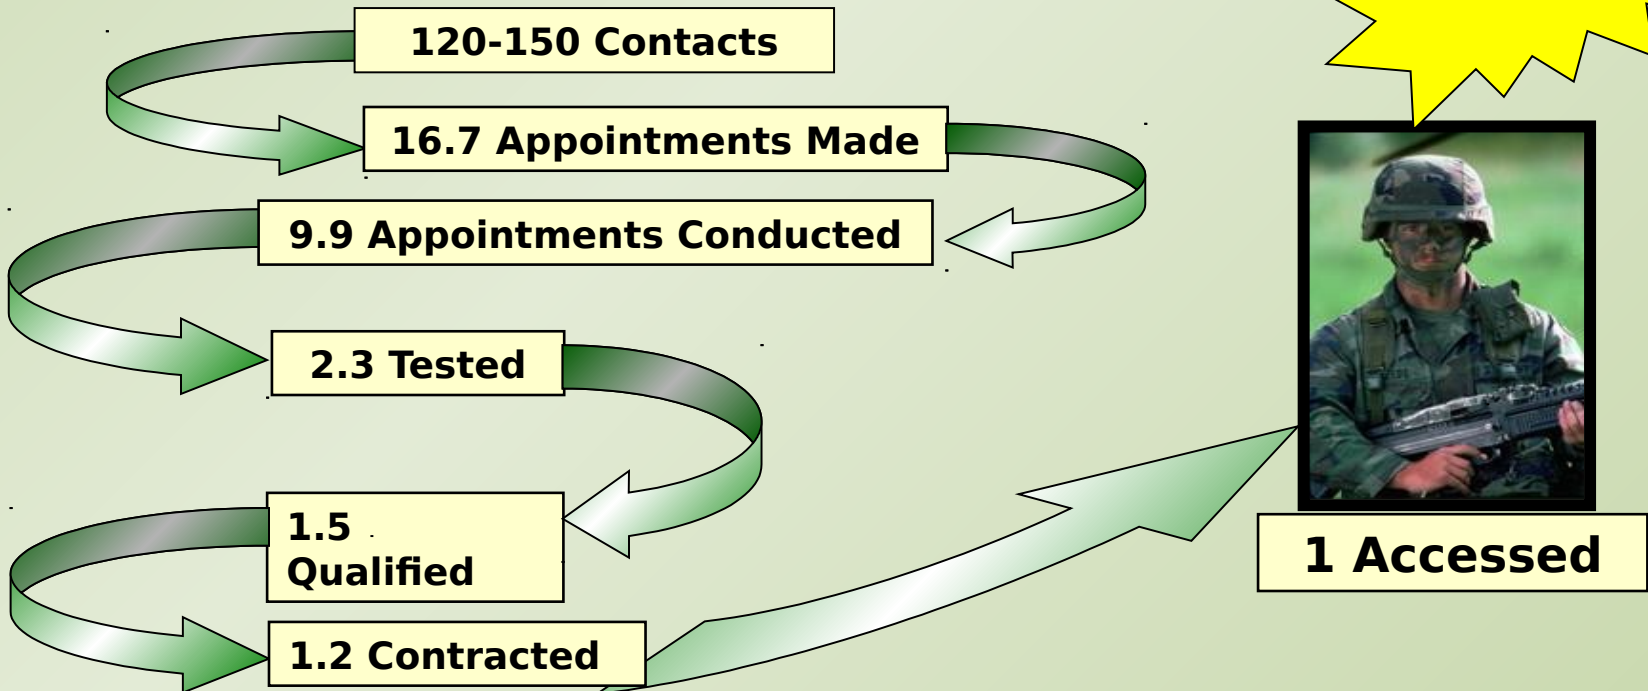 120-150 Contacts
16.7 Appointments Made
9.9 Appointments Conducted
2.3 Tested
1.5
Qualified
1.2 Contracted
1 Accessed